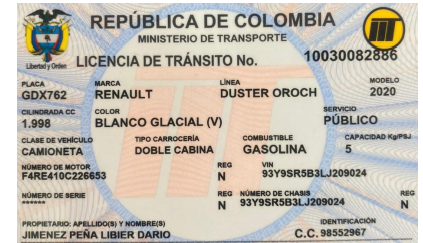 REPÚBLICA DE COLOMBIA
MINISTERIO DE TRANSPORTE
Libertad y Orden
LICENCIA DE TRÁNSITO No. 10030082886
PLACA MARCA LÍNEA MODELO
GDX762 RENAULT DUSTER OROCH 2020
CILINDRADA CC COLOR SERVICIO
1.998 BLANCO GLACIAL (V) PÚBLICO
CLASE DE VEHÍCULO TIPO CARROCERÍA COMBUSTIBLE CAPACIDAD Kg/PSJ
CAMIONETA DOBLE CABINA GASOLINA 5
NÚMERO DE MOTOR REG VIN
F4RE410C226653 N 93Y9SR5B3LJ209024
NÚMERO DE SERIE REG NÚMERO DE CHASIS REG
****** N 93Y9SR5B3LJ209024 N
PROPIETARIO: APELLIDO(S) Y NOMBRE(S) IDENTIFICACIÓN
JIMENEZ PEÑA LIBIER DARIO C.C. 98552967